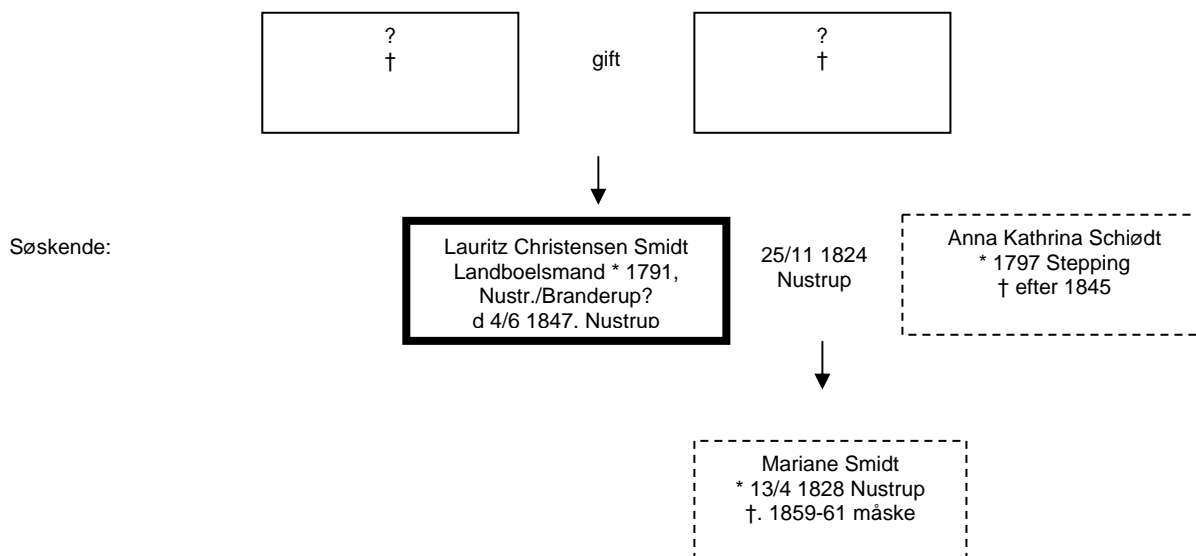 ?
†
gift
?
†
Søskende:
Lauritz Christensen Smidt
Landboelsmand * 1791,
Nustr./Branderup?
d 4/6 1847. Nustrup
25/11 1824
Nustrup
Anna Kathrina Schiødt
* 1797 Stepping
† efter 1845
Mariane Smidt
* 13/4 1828 Nustrup
†. 1859-61 måske